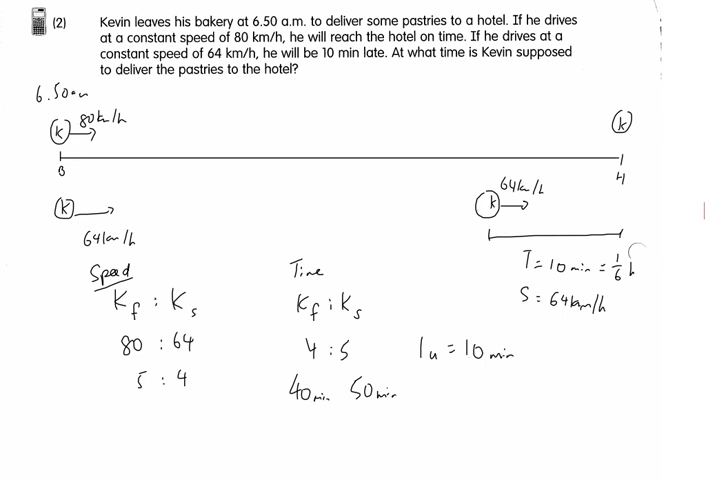 (2) Kevin leaves his bakery at 6.50 a.m. to deliver some pastries to a hotel. If he drives
at a constant speed of 80 km/h, he will reach the hotel on time. If he drives at a
constant speed of 64 km/h, he will be 10 min late. At what time is Kevin supposed
to deliver the pastries to the hotel?
6.50am
K 80km/h K
B H
K 64km/h
K 64km/h
Speed Time T = 10 min = 1/6 h
Kf : Ks Kf : Ks S = 64km/h
80 : 64 4 : 5 1u = 10 min
5 : 4
40min 50min